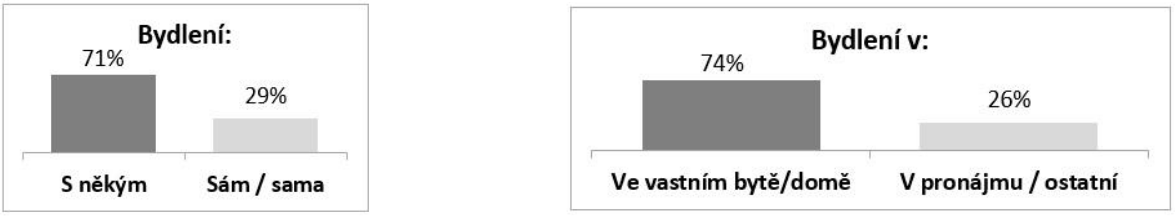 Bydlení:
71%
29%
S někým
Sám / sama
Bydlení v:
74%
26%
Ve vastním bytě/domě
V pronájmu / ostatní